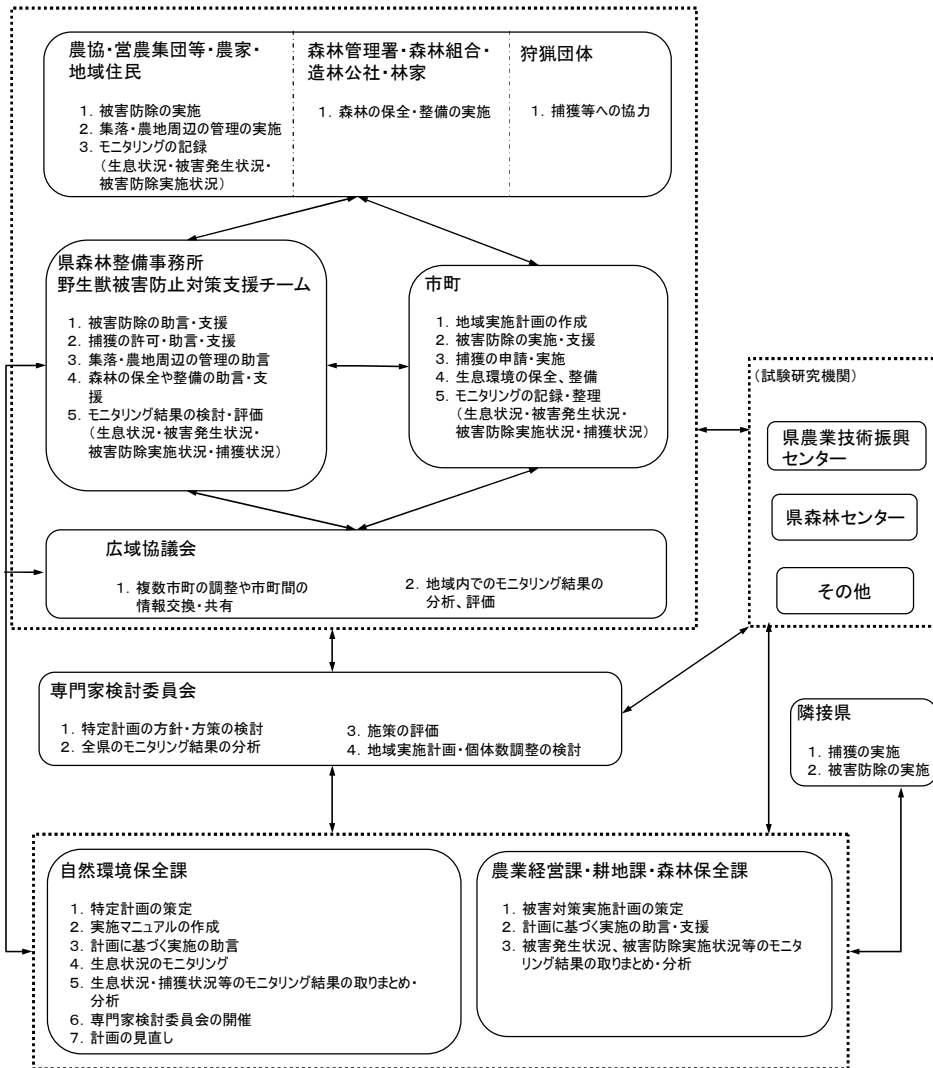 農協・営農集団等・農家・
地域住民
1. 被害防除の実施
2. 集落・農地周辺の管理の実施
3. モニタリングの記録
(生息状況・被害発生状況・
被害防除実施状況)
森林管理署・森林組合・
造林公社・林家
1. 森林の保全・整備の実施
狩猟団体
1. 捕獲等への協力
県森林整備事務所
野生獣被害防止対策支援チーム
1. 被害防除の助言・支援
2. 捕獲の許可・助言・支援
3. 集落・農地周辺の管理の助言
4. 森林の保全や整備の助言・支
援
5. モニタリング結果の検討・評価
(生息状況・被害発生状況・
被害防除実施状況・捕獲状況)
市町
1. 地域実施計画の作成
2. 被害防除の実施・支援
3. 捕獲の申請・実施
4. 生息環境の保全、整備
5. モニタリングの記録・整理
(生息状況・被害発生状況・
被害防除実施状況・捕獲状況)
(試験研究機関)
県農業技術振興
センター
県森林センター
その他
広域協議会
1. 複数市町の調整や市町間の
情報交換・共有
2. 地域内でのモニタリング結果の
分析、評価
専門家検討委員会
1. 特定計画の方針・方策の検討
2. 全県のモニタリング結果の分析
3. 施策の評価
4. 地域実施計画・個体数調整の検討
隣接県
1. 捕獲の実施
2. 被害防除の実施
自然環境保全課
1. 特定計画の策定
2. 実施マニュアルの作成
3. 計画に基づく実施の助言
4. 生息状況のモニタリング
5. 生息状況・捕獲状況等のモニタリング結果の取りまとめ・
分析
6. 専門家検討委員会の開催
7. 計画の見直し
農業経営課・耕地課・森林保全課
1. 被害対策実施計画の策定
2. 計画に基づく実施の助言・支援
3. 被害発生状況、被害防除実施状況等のモニタ
リング結果の取りまとめ・分析